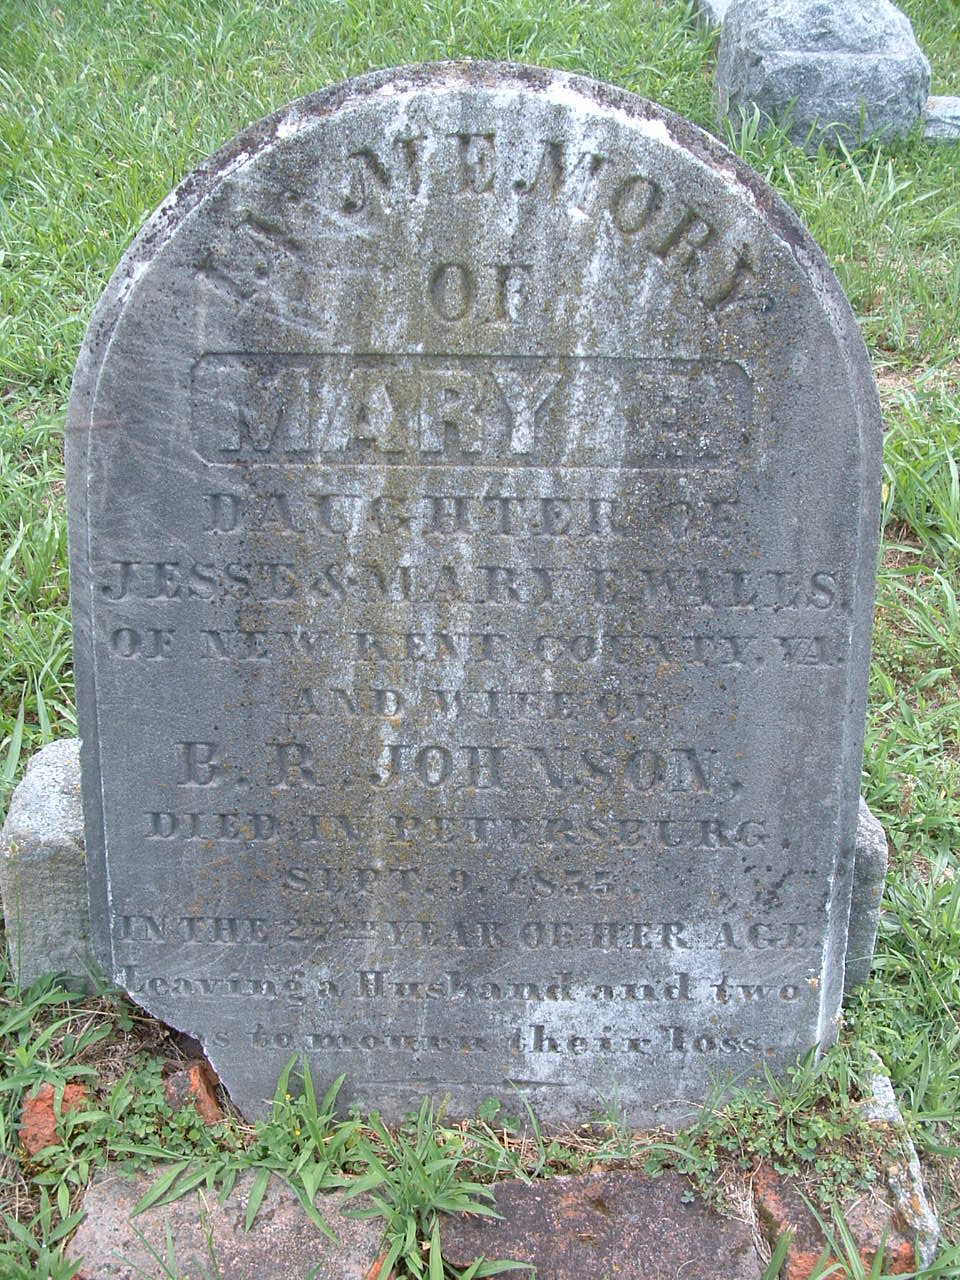 IN MEMORY
OF
MARY E.
DAUGHTER OF
JESSE & MARY E WILLS.
OF NEW KENT COUNTY, VA.
AND WIFE OF
B. R. JOHNSON.
DIED IN PETERSBURG
SEPT. 9. 1855.
IN THE 27TH YEAR OF HER AGE.
Leaving a Husband and two
to mourn their loss.